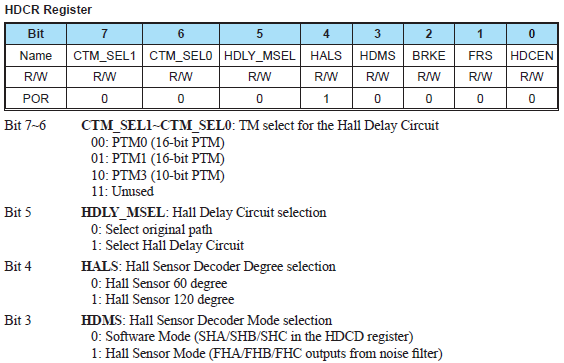 HDCR Register
Bit 7 6 5 4 3 2 1 0
Name CTM_SEL1 CTM_SEL0 HDLY_MSEL HALS HDMS BRKE FRS HDCEN
R/W R/W R/W R/W R/W R/W R/W R/W R/W
POR 0 0 0 1 0 0 0 0
Bit 7~6 CTM_SEL1~CTM_SEL0: TM select for the Hall Delay Circuit
00: PTM0 (16-bit PTM)
01: PTM1 (16-bit PTM)
10: PTM3 (10-bit PTM)
11: Unused
Bit 5 HDLY_MSEL: Hall Delay Circuit selection
0: Select original path
1: Select Hall Delay Circuit
Bit 4 HALS: Hall Sensor Decoder Degree selection
0: Hall Sensor 60 degree
1: Hall Sensor 120 degree
Bit 3 HDMS: Hall Sensor Decoder Mode selection
0: Software Mode (SHA/SHB/SHC in the HDCD register)
1: Hall Sensor Mode (FHA/FHB/FHC outputs from noise filter)